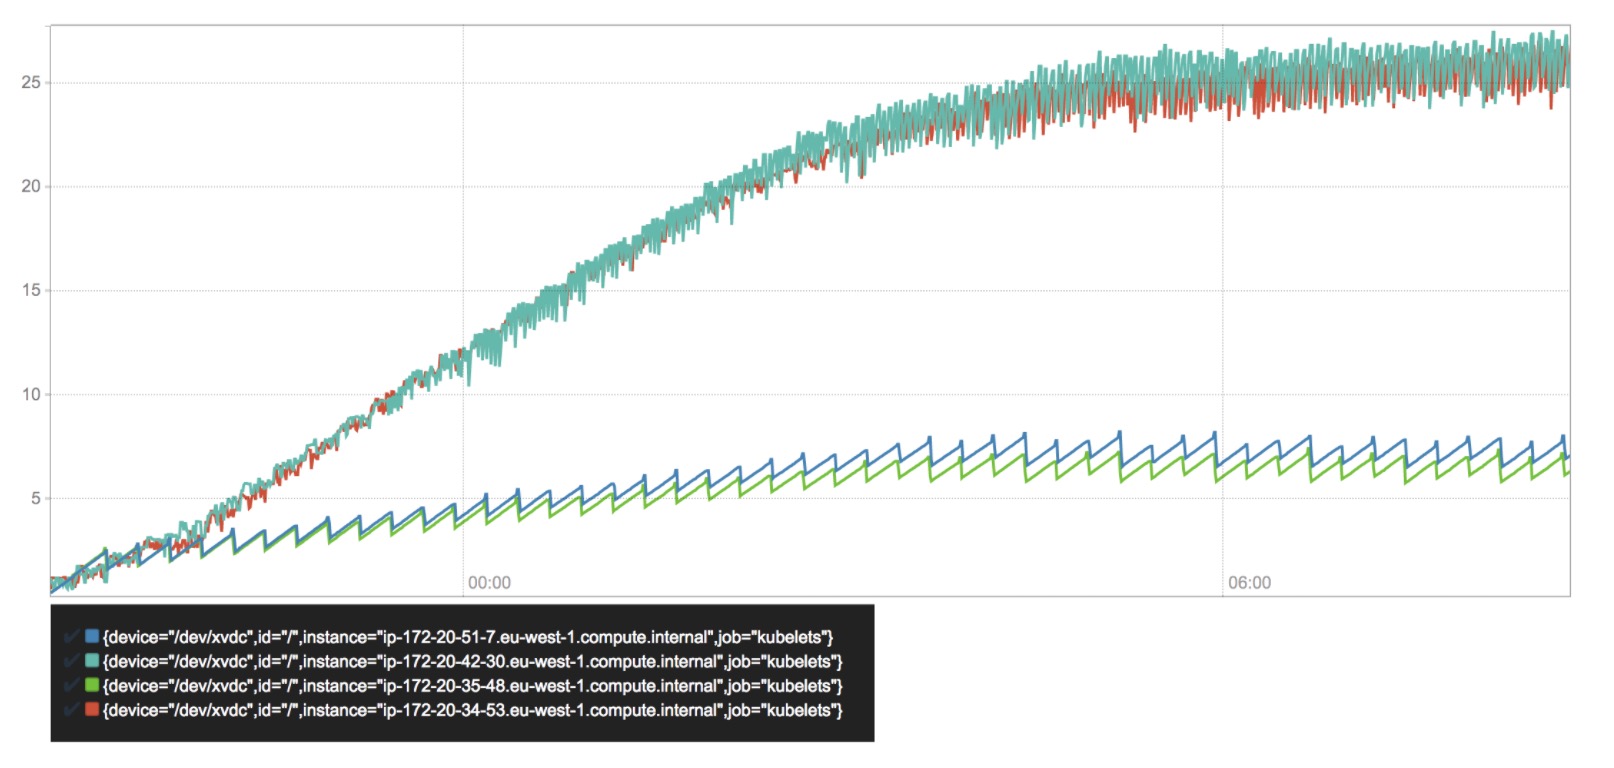 25
20
15
10
5
00:00 06:00
{device="/dev/xvdc",id="/",instance="ip-172-20-51-7.eu-west-1.compute.internal",job="kubelets"}
{device="/dev/xvdc",id="/",instance="ip-172-20-42-30.eu-west-1.compute.internal",job="kubelets"}
{device="/dev/xvdc",id="/",instance="ip-172-20-35-48.eu-west-1.compute.internal",job="kubelets"}
{device="/dev/xvdc",id="/",instance="ip-172-20-34-53.eu-west-1.compute.internal",job="kubelets"}